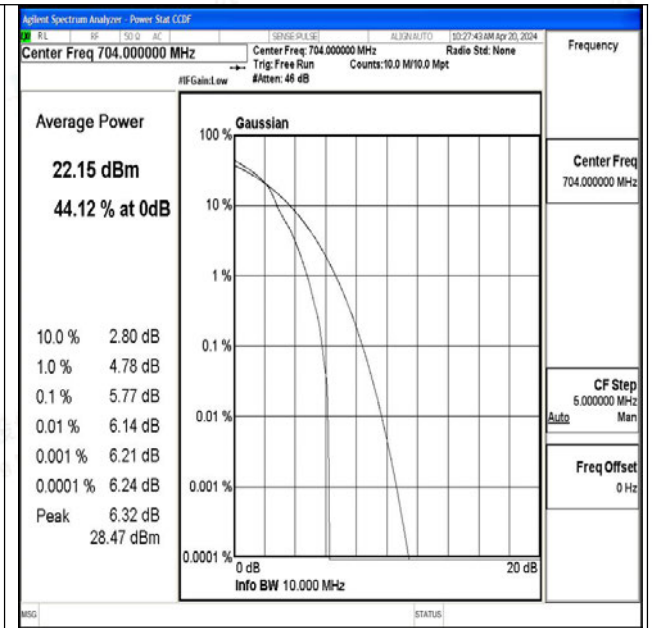 Agilent Spectrum Analyzer - Power Stat CCDF
RL RF 50 Ω AC SENSE:PULSE ALIGN AUTO 10:27:43 AM Apr 20, 2024
Center Freq 704.000000 MHz
Center Freq: 704.000000 MHz Radio Std: None
Trig: Free Run Counts:10.0 M/10.0 Mpt
#IFGain:Low #Atten: 46 dB
Frequency
Average Power
22.15 dBm
44.12 % at 0dB
10.0 % 2.80 dB
1.0 % 4.78 dB
0.1 % 5.77 dB
0.01 % 6.14 dB
0.001 % 6.21 dB
0.0001 % 6.24 dB
Peak 6.32 dB
28.47 dBm
Gaussian
100 %
10 %
1 %
0.1 %
0.01 %
0.001 %
0.0001 %
0 dB 20 dB
Info BW 10.000 MHz
Center Freq
704.000000 MHz
CF Step
5.000000 MHz
Auto Man
Freq Offset
0 Hz
MSG STATUS